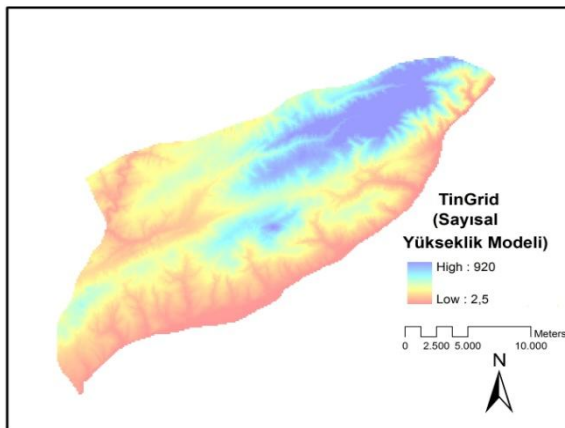 TinGrid
(Sayısal
Yükseklik Modeli)
High : 920
Low : 2,5
Meters
0 2.500 5.000 10.000
N